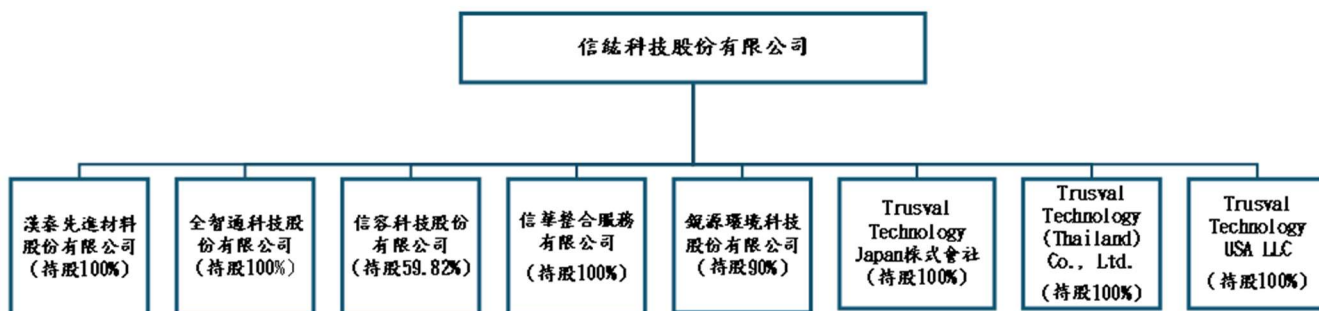 信紘科技股份有限公司
漢泰先進材料
股份有限公司
(持股100%)
全智通科技股
份有限公司
(持股100%)
信容科技股份
有限公司
(持股59.82%)
信華整合服務
有限公司
(持股100%)
鋭源環境科技
股份有限公司
(持股90%)
Trusval
Technology
Japan株式會社
(持股100%)
Trusval
Technology
(Thailand)
Co., Ltd.
(持股100%)
Trusval
Technology
USA LLC
(持股100%)